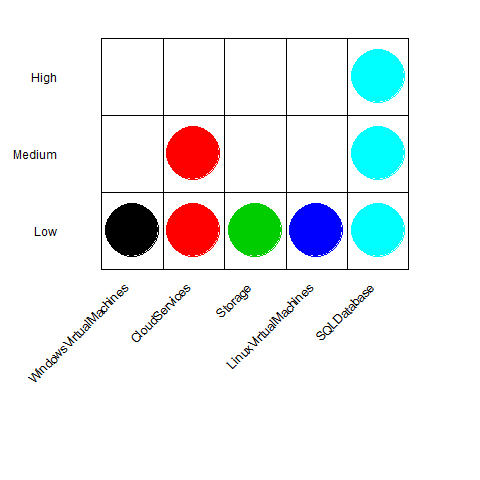 High
Medium
Low
WindowsVirtualMachines
CloudServices
Storage
LinuxVirtualMachines
SQLDatabase